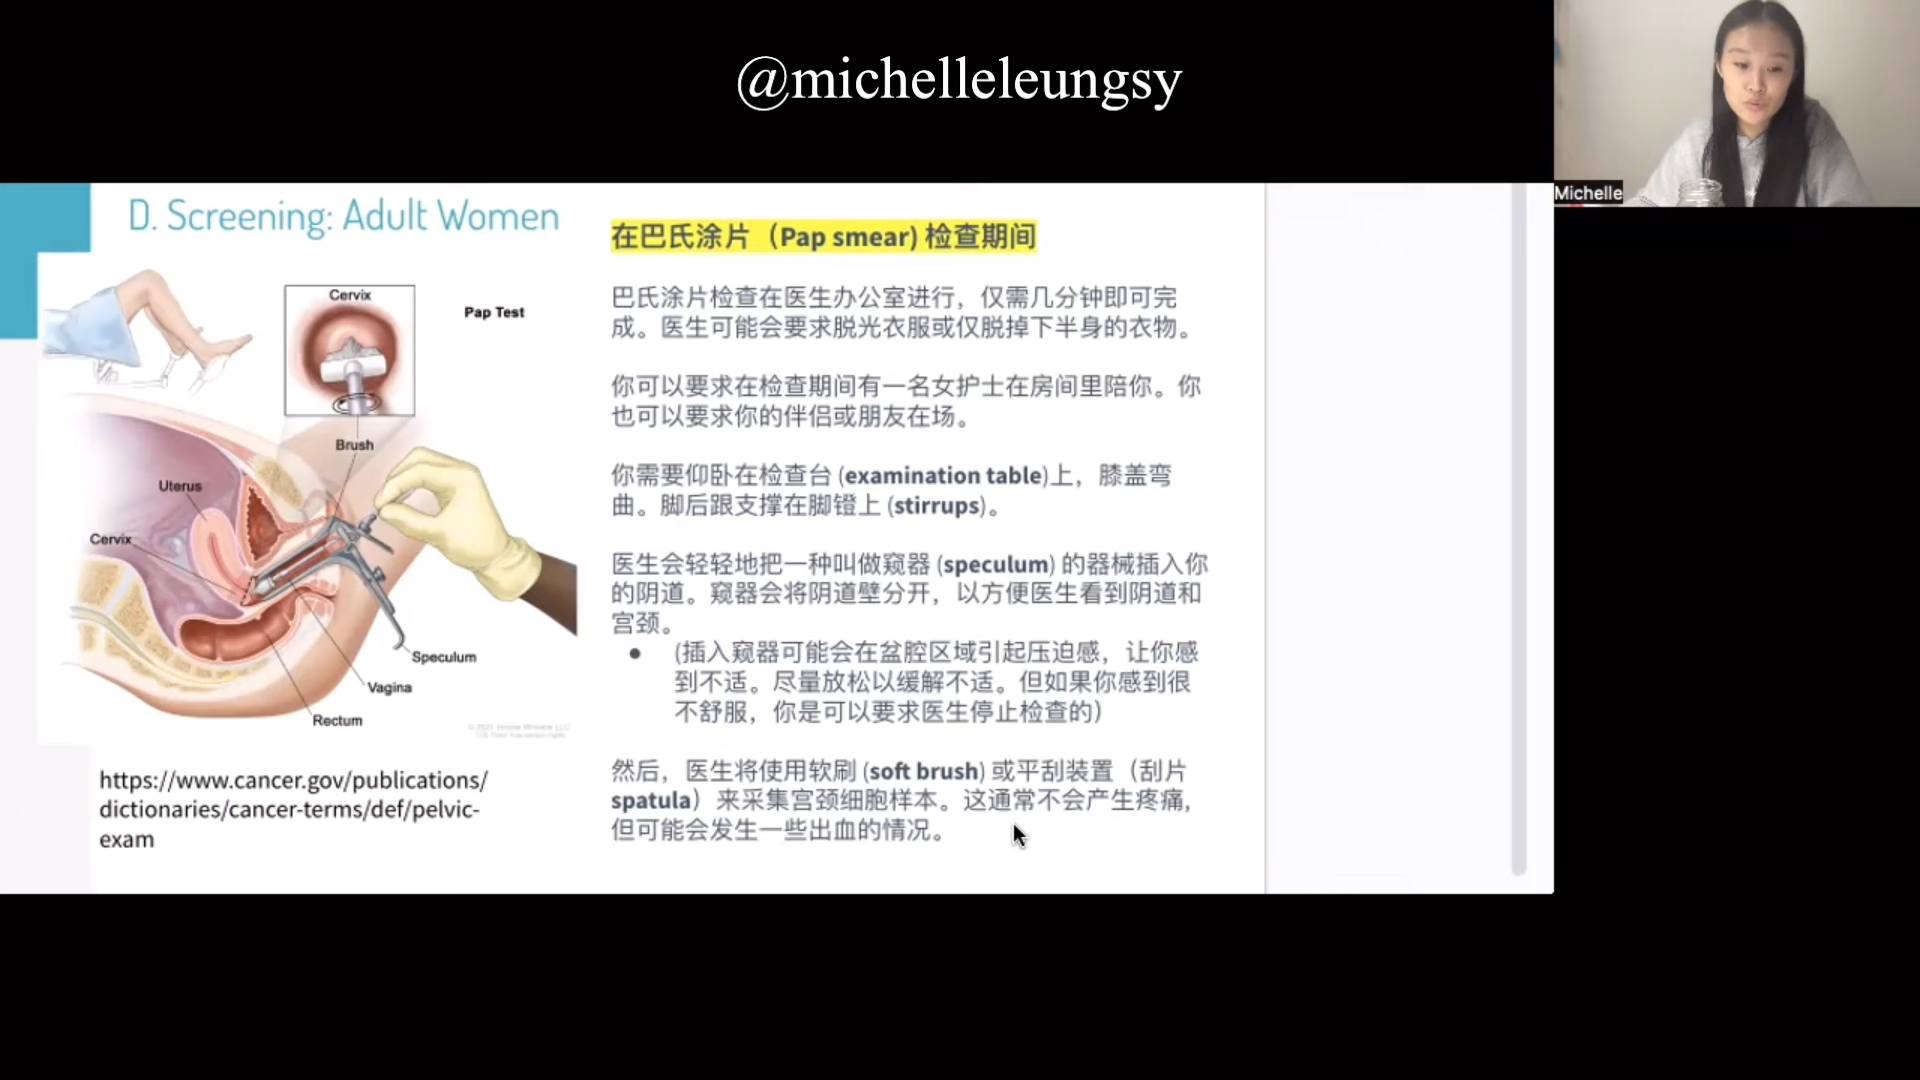 @michelleleungsy
Michelle
D. Screening: Adult Women
Cervix
Pap Test
Brush
Uterus
Cervix
Speculum
Vagina
Rectum
https://www.cancer.gov/publications/
dictionaries/cancer-terms/def/pelvic-
exam
在巴氏涂片（Pap smear) 检查期间
巴氏涂片检查在医生办公室进行，仅需几分钟即可完
成。医生可能会要求脱光衣服或仅脱掉下半身的衣物。
你可以要求在检查期间有一名女护士在房间里陪你。你
也可以要求你的伴侣或朋友在场。
你需要仰卧在检查台 (examination table)上，膝盖弯
曲。脚后跟支撑在脚镫上 (stirrups)。
医生会轻轻地把一种叫做窥器 (speculum) 的器械插入你
的阴道。窥器会将阴道壁分开，以方便医生看到阴道和
宫颈。
● (插入窥器可能会在盆腔区域引起压迫感，让你感
到不适。尽量放松以缓解不适。但如果你感到很
不舒服，你是可以要求医生停止检查的）
然后，医生将使用软刷 (soft brush) 或平刮装置（刮片
spatula）来采集宫颈细胞样本。这通常不会产生疼痛，
但可能会发生一些出血的情况。